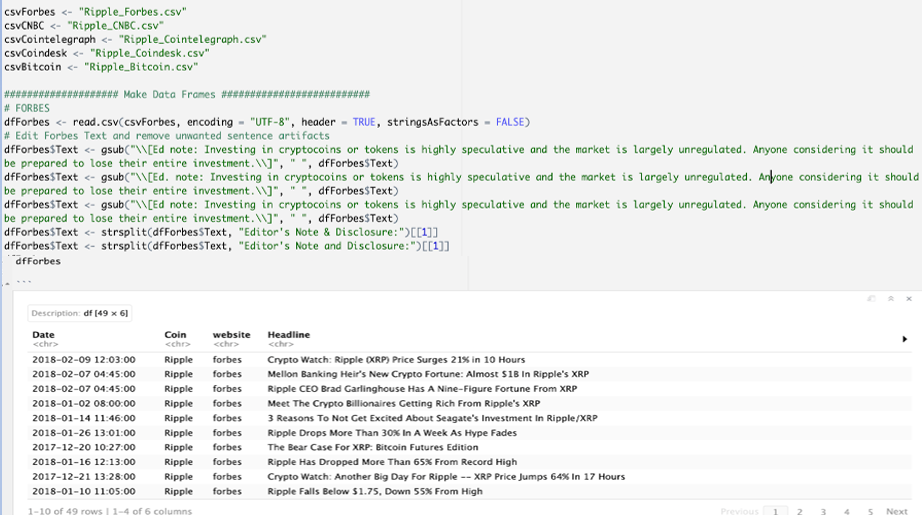 csvForbes <- "Ripple_Forbes.csv"
csvCNBC <- "Ripple_CNBC.csv"
csvCointelegraph <- "Ripple_Cointelegraph.csv"
csvCoindesk <- "Ripple_Coindesk.csv"
csvBitcoin <- "Ripple_Bitcoin.csv"
#################### Make Data Frames ##########################
# FORBES
dfForbes <- read.csv(csvForbes, encoding = "UTF-8", header = TRUE, stringsAsFactors = FALSE)
# Edit Forbes Text and remove unwanted sentence artifacts
dfForbes$Text <- gsub("\\[Ed note: Investing in cryptocoins or tokens is highly speculative and the market is largely unregulated. Anyone considering it should
be prepared to lose their entire investment.\\]", " ", dfForbes$Text)
dfForbes$Text <- gsub("\\[Ed. note: Investing in cryptocoins or tokens is highly speculative and the market is largely unregulated. Anyone considering it should
be prepared to lose their entire investment.\\]", " ", dfForbes$Text)
dfForbes$Text <- gsub("\\[Ed note: Investing in cryptocoins or tokens is highly speculative and the market is largely unregulated. Anyone considering it should
be prepared to lose their entire investment.\\]", " ", dfForbes$Text)
dfForbes$Text <- strsplit(dfForbes$Text, "Editor's Note & Disclosure:")[[1]]
dfForbes$Text <- strsplit(dfForbes$Text, "Editor's Note and Disclosure:")[[1]]
dfForbes
```
Description: df [49 × 6]
Date Coin website Headline
<chr> <chr> <chr> <chr>
2018-02-09 12:03:00 Ripple forbes Crypto Watch: Ripple (XRP) Price Surges 21% in 10 Hours
2018-02-07 04:45:00 Ripple forbes Mellon Banking Heir's New Crypto Fortune: Almost $1B In Ripple's XRP
2018-02-07 04:45:00 Ripple forbes Ripple CEO Brad Garlinghouse Has A Nine-Figure Fortune From XRP
2018-01-02 08:00:00 Ripple forbes Meet The Crypto Billionaires Getting Rich From Ripple's XRP
2018-01-14 11:46:00 Ripple forbes 3 Reasons To Not Get Excited About Seagate's Investment In Ripple/XRP
2018-01-26 13:01:00 Ripple forbes Ripple Drops More Than 30% In A Week As Hype Fades
2017-12-20 10:27:00 Ripple forbes The Bear Case For XRP: Bitcoin Futures Edition
2018-01-16 12:13:00 Ripple forbes Ripple Has Dropped More Than 65% From Record High
2017-12-21 13:28:00 Ripple forbes Crypto Watch: Another Big Day For Ripple -- XRP Price Jumps 64% In 17 Hours
2018-01-10 11:05:00 Ripple forbes Ripple Falls Below $1.75, Down 55% From High
1-10 of 49 rows | 1-4 of 6 columns Previous 1 2 3 4 5 Next